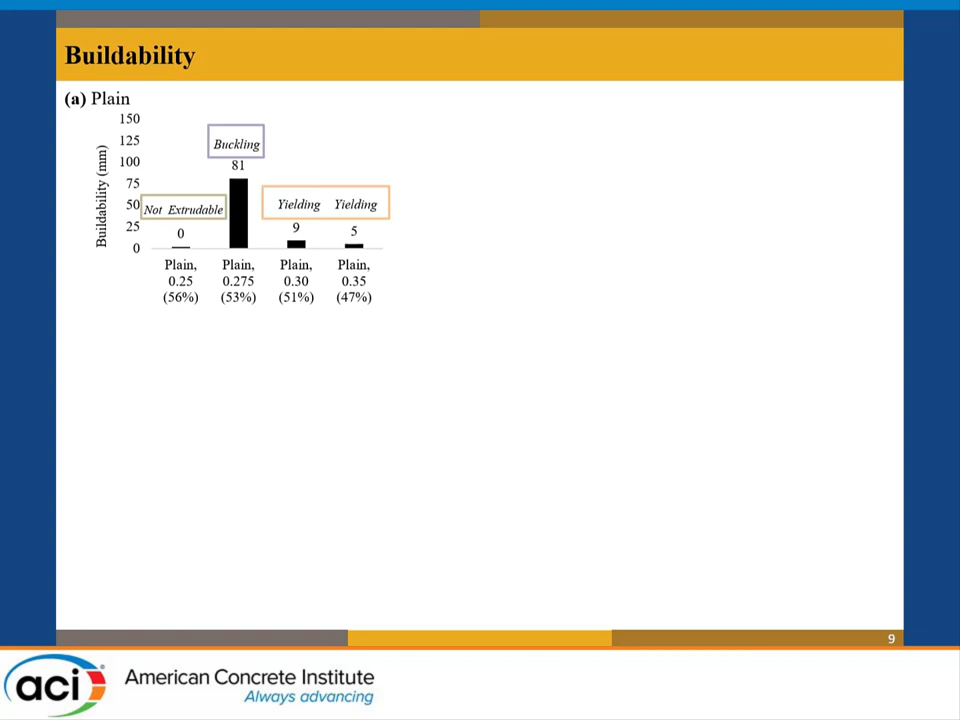 Buildability
(a) Plain
Buildability (mm)
150
125
100
75
50
25
0
Not Extrudable
Buckling
Yielding Yielding
0
81
9
5
Plain,
0.25
(56%)
Plain,
0.275
(53%)
Plain,
0.30
(51%)
Plain,
0.35
(47%)
9
aci
American Concrete Institute
Always advancing